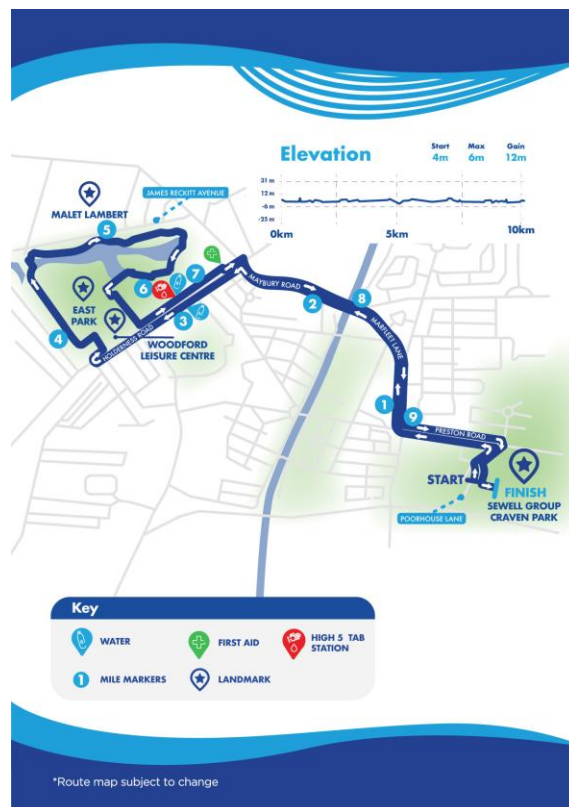 Elevation
Start Max Gain
4m 6m 12m
31 m
12 m
-6 m
-25 m
0km 5km 10km
JAMES RECKITT AVENUE
MALET LAMBERT
5
6 7
EAST
PARK
3
MAYBURY ROAD
2 8
WOODFORD
LEISURE CENTRE
4
HOLDERNESS ROAD
MARFLEET LANE
1 9
PRESTON ROAD
START
FINISH
SEWELL GROUP
CRAVEN PARK
POORHOUSE LANE
Key
WATER
FIRST AID
HIGH 5 TAB
STATION
1 MILE MARKERS
LANDMARK
*Route map subject to change